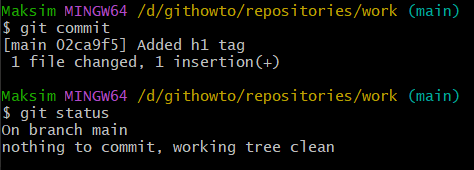 Maksim MINGW64 /d/githowto/repositories/work (main)
$ git commit
[main 02ca9f5] Added h1 tag
 1 file changed, 1 insertion(+)

Maksim MINGW64 /d/githowto/repositories/work (main)
$ git status
On branch main
nothing to commit, working tree clean